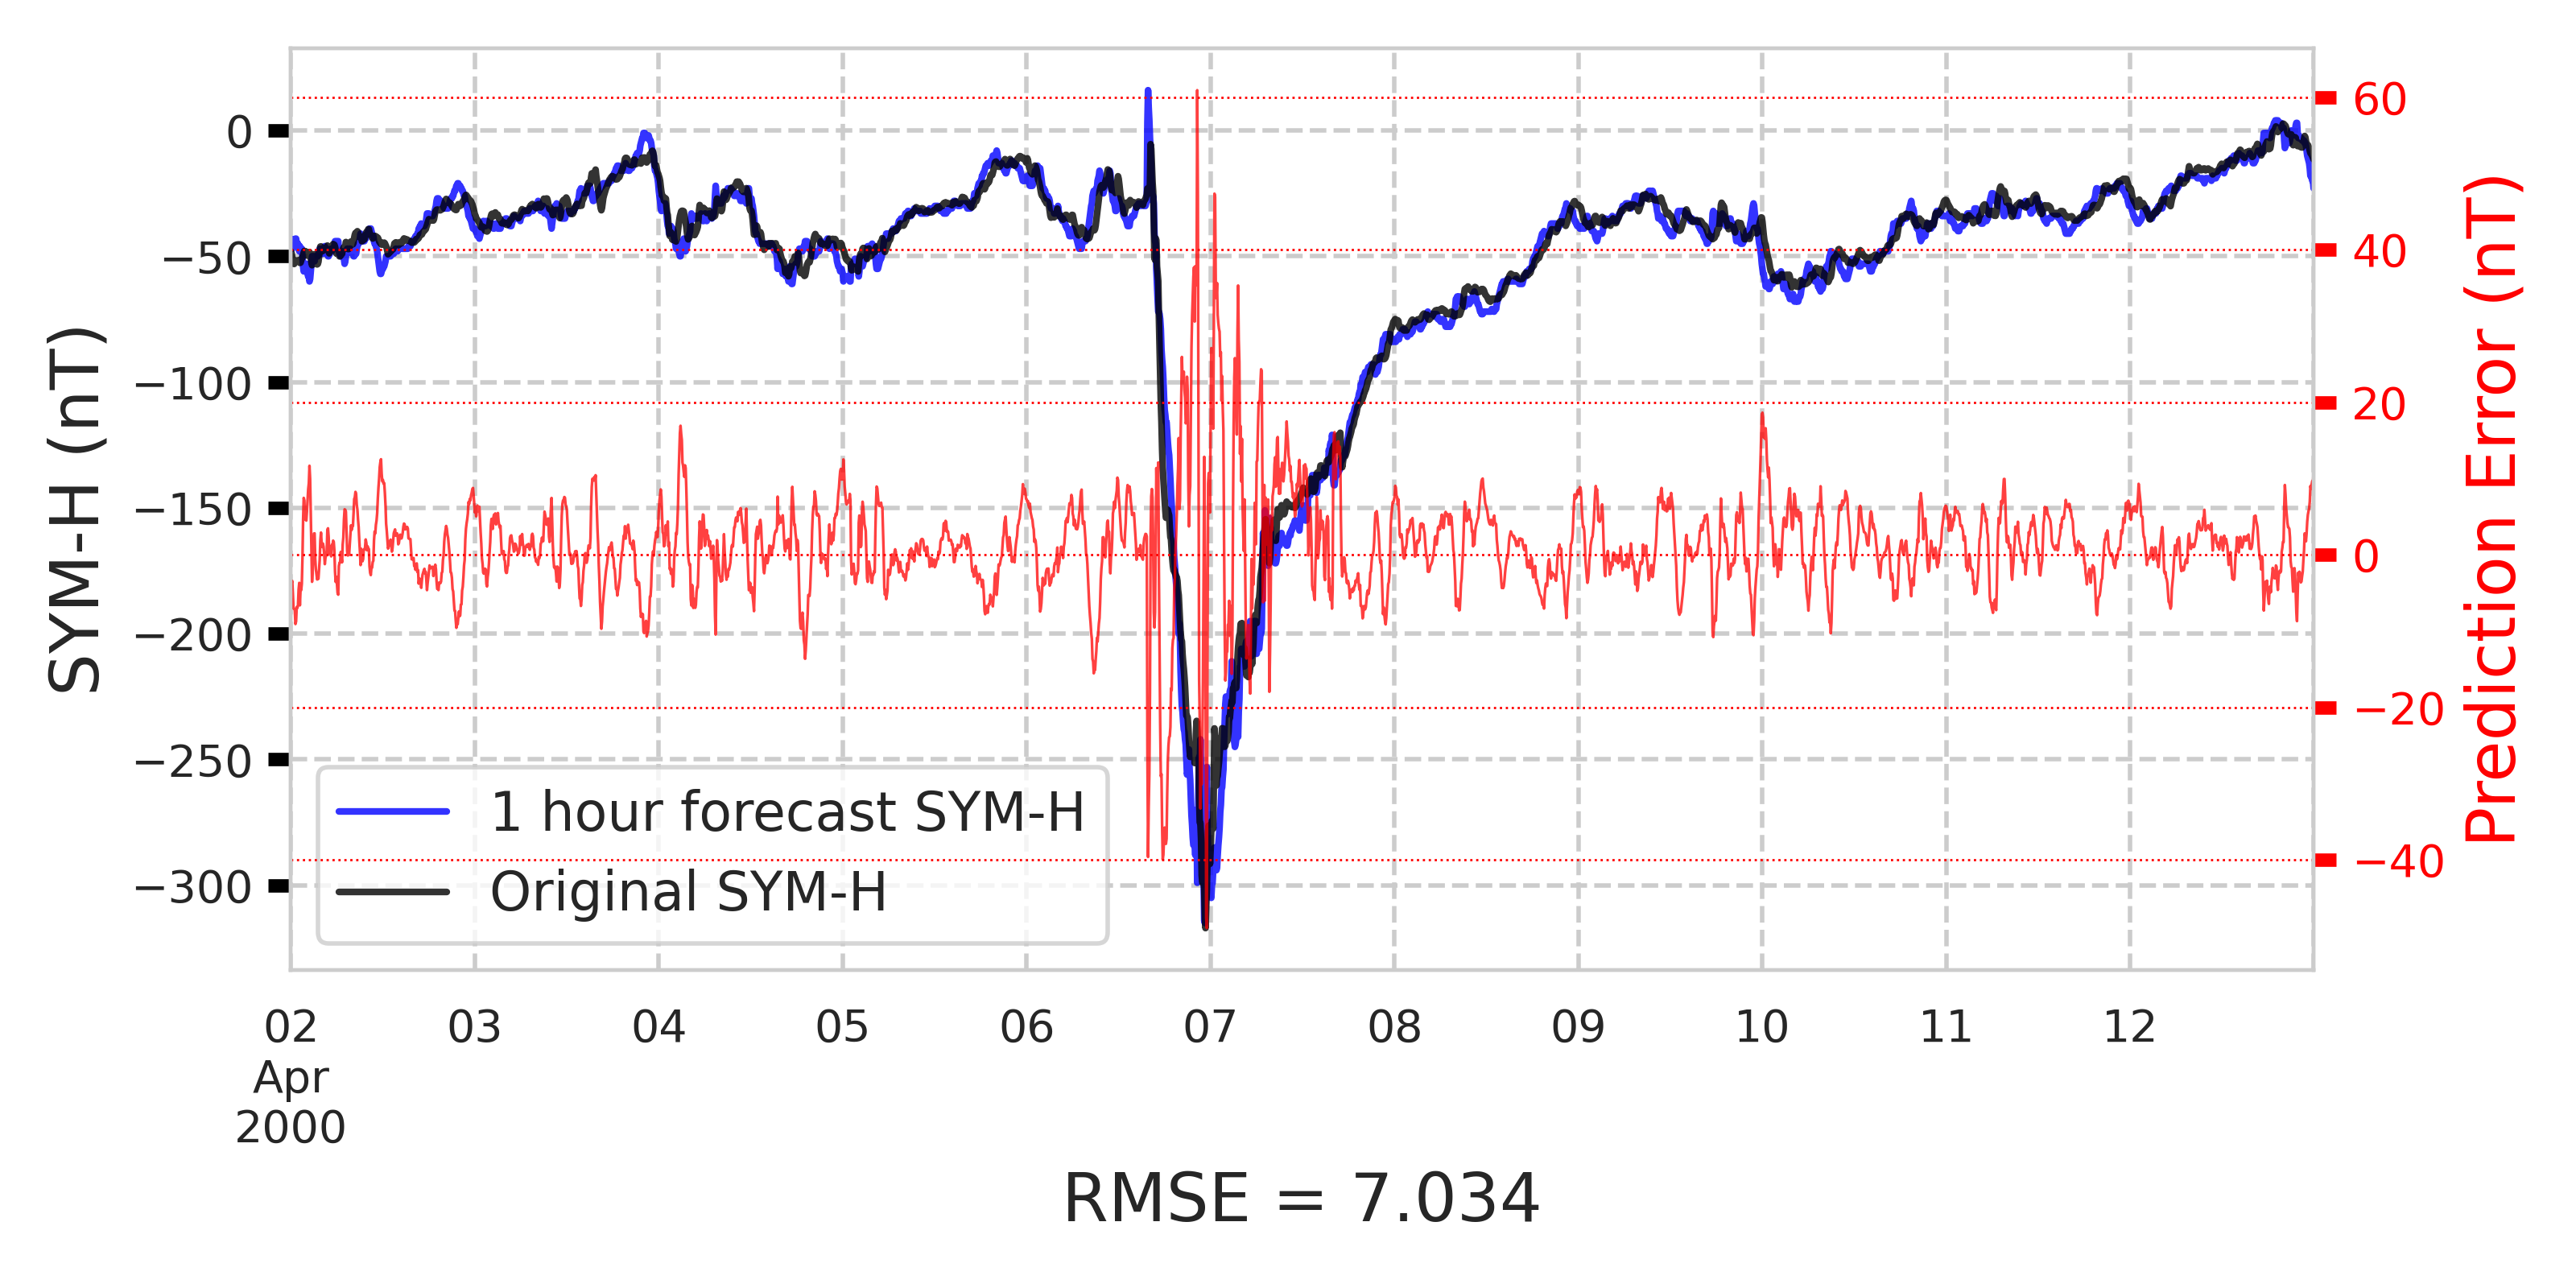 SYM-H (nT)
0
−50
−100
−150
−200
−250
−300
60
40
20
0
−20
−40
Prediction Error (nT)
1 hour forecast SYM-H
Original SYM-H
02 03 04 05 06 07 08 09 10 11 12
Apr
2000
RMSE = 7.034